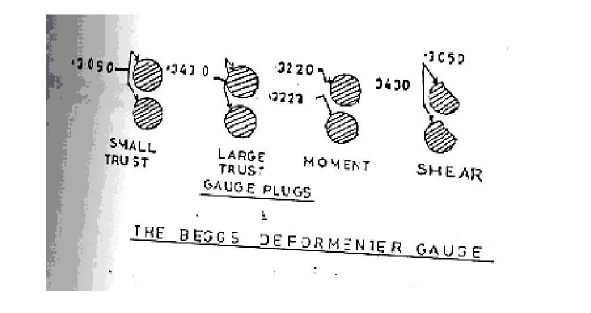 ·3050
·3430
·3220
·3223
3430
·3050
SMALL
TRUST
LARGE
TRUST
MOMENT
SHEAR
GAUGE PLUGS
THE BEGGS DEFORMENTER GAUGE